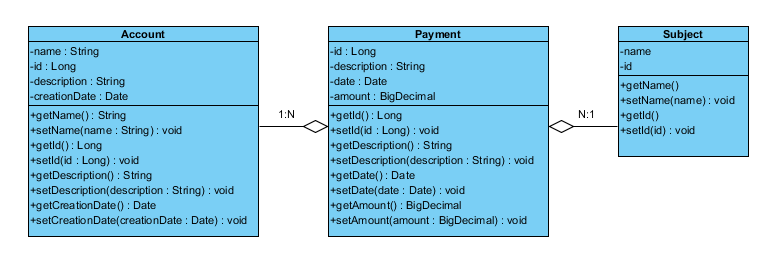 Account
-name : String
-id : Long
-description : String
-creationDate : Date
+getName() : String
+setName(name : String) : void
+getId() : Long
+setId(id : Long) : void
+getDescription() : String
+setDescription(description : String) : void
+getCreationDate() : Date
+setCreationDate(creationDate : Date) : void
1:N
Payment
-id : Long
-description : String
-date : Date
-amount : BigDecimal
+getId() : Long
+setId(id : Long) : void
+getDescription() : String
+setDescription(description : String) : void
+getDate() : Date
+setDate(date : Date) : void
+getAmount() : BigDecimal
+setAmount(amount : BigDecimal) : void
N:1
Subject
-name
-id
+getName()
+setName(name) : void
+getId()
+setId(id) : void